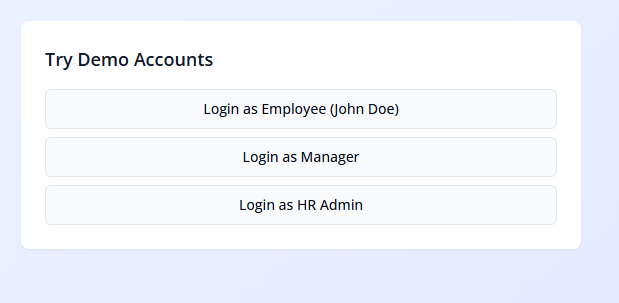 Try Demo Accounts
Login as Employee (John Doe)
Login as Manager
Login as HR Admin